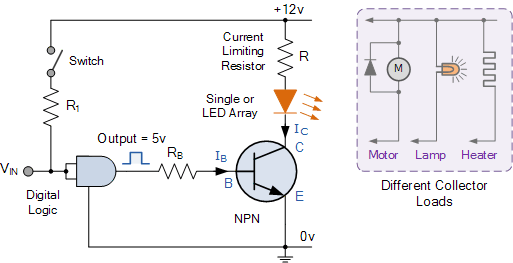 +12v
Current
Limiting
Resistor
R
Switch
R1
Single or
LED Array
IC
Output = 5v
RB
IB
B
C
E
VIN
Digital
Logic
NPN
0v
M
Motor
Lamp
Heater
Different Collector
Loads